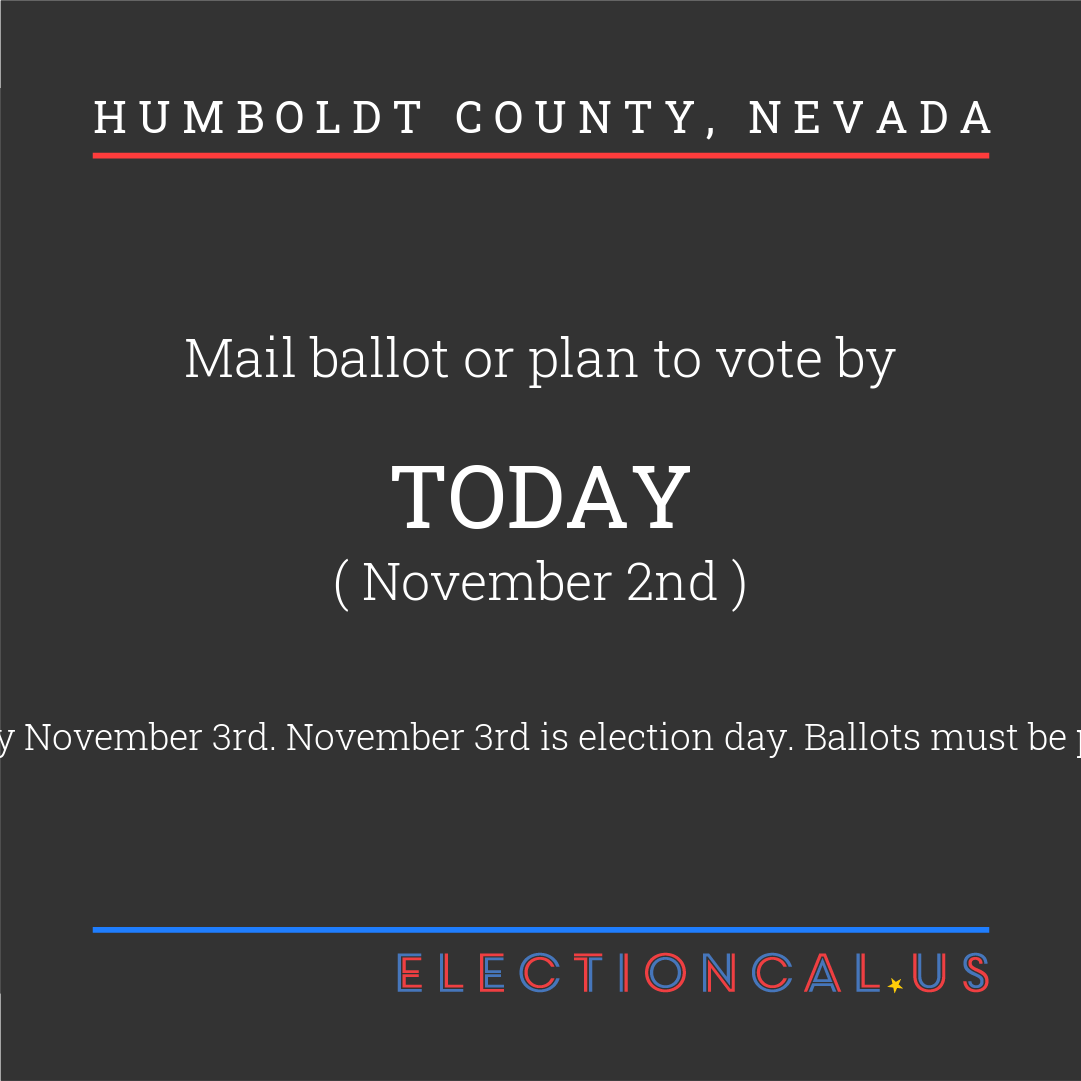 HUMBOLDT COUNTY, NEVADA
Mail ballot or plan to vote by
TODAY
( November 2nd )
y November 3rd. November 3rd is election day. Ballots must be
ELECTIONCAL.US